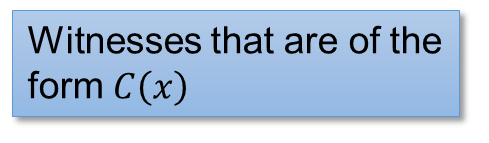 Witnesses that are of the
form C(x)